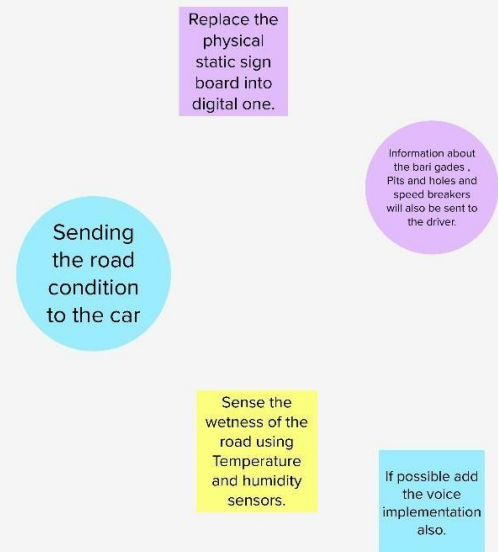 Replace the
physical
static sign
board into
digital one.
Information about
the bari gades ,
Pits and holes and
speed breakers
will also be sent to
the driver.
Sending
the road
condition
to the car
Sense the
wetness of the
road using
Temperature
and humidity
sensors.
If possible add
the voice
implementation
also.